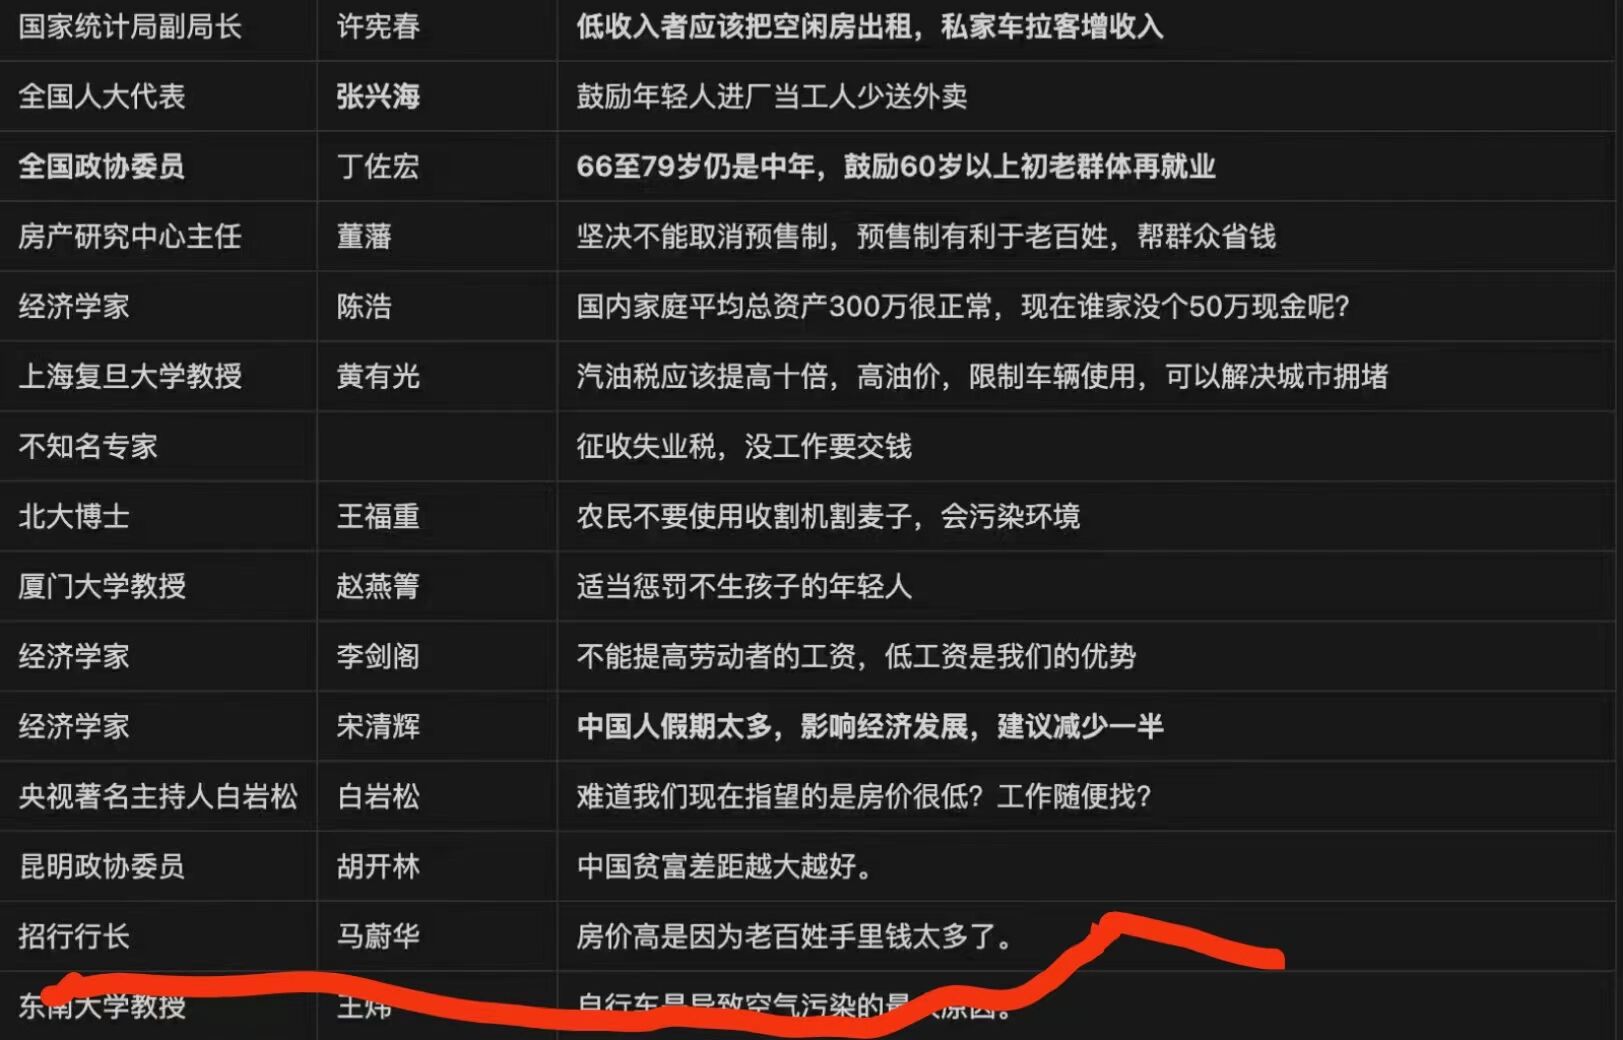 国家统计局副局长 许宪春 低收入者应该把空闲房出租，私家车拉客增收入
全国人大代表 张兴海 鼓励年轻人进厂当工人少送外卖
全国政协委员 丁佐宏 66至79岁仍是中年，鼓励60岁以上初老群体再就业
房产研究中心主任 董藩 坚决不能取消预售制，预售制有利于老百姓，帮群众省钱
经济学家 陈浩 国内家庭平均总资产300万很正常，现在谁家没个50万现金呢?
上海复旦大学教授 黄有光 汽油税应该提高十倍，高油价，限制车辆使用，可以解决城市拥堵
不知名专家 征收失业税，没工作要交钱
北大博士 王福重 农民不要使用收割机割麦子，会污染环境
厦门大学教授 赵燕箐 适当惩罚不生孩子的年轻人
经济学家 李剑阁 不能提高劳动者的工资，低工资是我们的优势
经济学家 宋清辉 中国人假期太多，影响经济发展，建议减少一半
央视著名主持人白岩松 白岩松 难道我们现在指望的是房价很低？工作随便找?
昆明政协委员 胡开林 中国贫富差距越大越好。
招行行长 马蔚华 房价高是因为老百姓手里钱太多了。
东南大学教授 王炜 自行车是导致空气污染的最 原因。